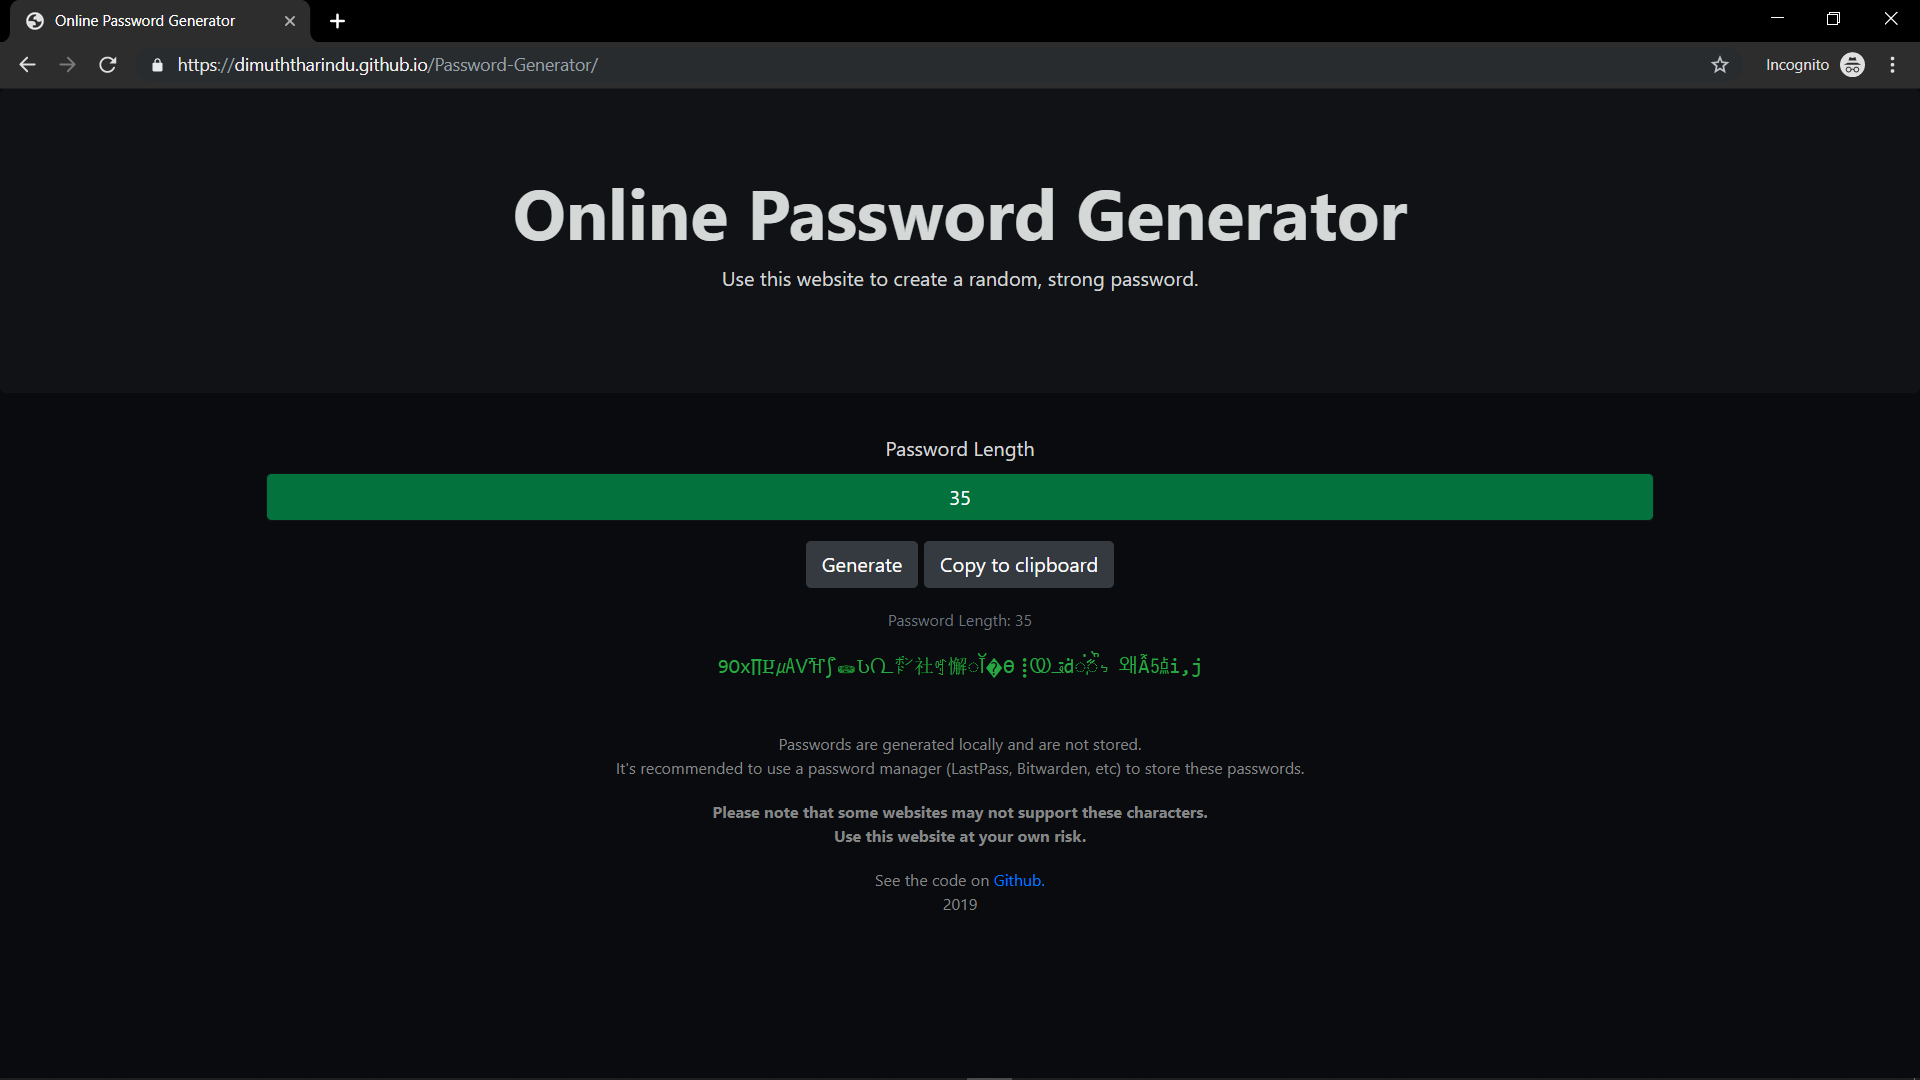 Online Password Generator
https://dimuththarindu.github.io/Password-Generator/
Incognito
Online Password Generator
Use this website to create a random, strong password.
Password Length
35
Generate
Copy to clipboard
Password Length: 35
Passwords are generated locally and are not stored.
It's recommended to use a password manager (LastPass, Bitwarden, etc) to store these passwords.
Please note that some websites may not support these characters.
Use this website at your own risk.
See the code on Github.
2019